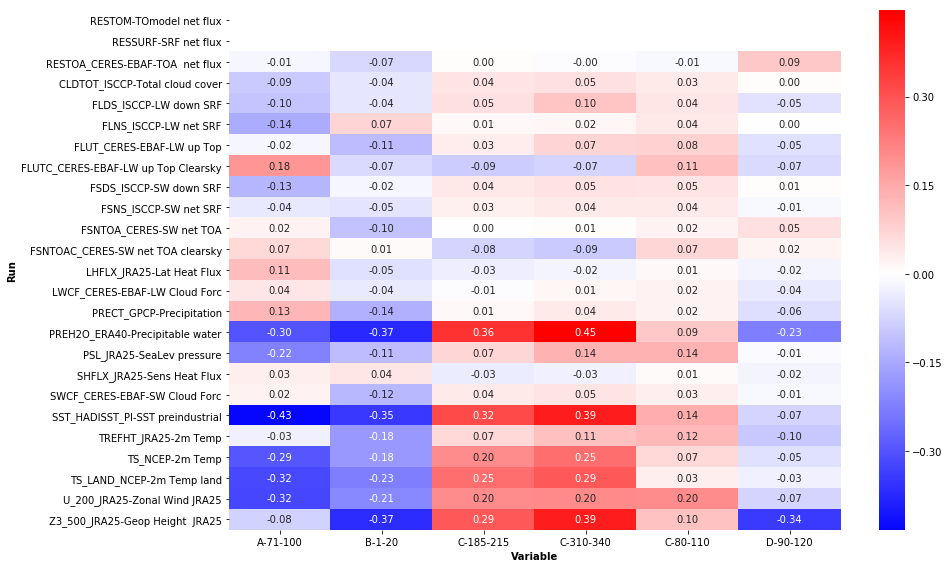 RESTOM-TOmodel net flux
RESSURF-SRF net flux
RESTOA_CERES-EBAF-TOA  net flux -0.01 -0.07 0.00 -0.00 -0.01 0.09
CLDTOT_ISCCP-Total cloud cover -0.09 -0.04 0.04 0.05 0.03 0.00
FLDS_ISCCP-LW down SRF -0.10 -0.04 0.05 0.10 0.04 -0.05
FLNS_ISCCP-LW net SRF -0.14 0.07 0.01 0.02 0.04 0.00
FLUT_CERES-EBAF-LW up Top -0.02 -0.11 0.03 0.07 0.08 -0.05
FLUTC_CERES-EBAF-LW up Top Clearsky 0.18 -0.07 -0.09 -0.07 0.11 -0.07
FSDS_ISCCP-SW down SRF -0.13 -0.02 0.04 0.05 0.05 0.01
FSNS_ISCCP-SW net SRF -0.04 -0.05 0.03 0.04 0.04 -0.01
FSNTOA_CERES-SW net TOA 0.02 -0.10 0.00 0.01 0.02 0.05
FSNTOAC_CERES-SW net TOA clearsky 0.07 0.01 -0.08 -0.09 0.07 0.02
LHFLX_JRA25-Lat Heat Flux 0.11 -0.05 -0.03 -0.02 0.01 -0.02
LWCF_CERES-EBAF-LW Cloud Forc 0.04 -0.04 -0.01 0.01 0.02 -0.04
PRECT_GPCP-Precipitation 0.13 -0.14 0.01 0.04 0.02 -0.06
PREH2O_ERA40-Precipitable water -0.30 -0.37 0.36 0.45 0.09 -0.23
PSL_JRA25-SeaLev pressure -0.22 -0.11 0.07 0.14 0.14 -0.01
SHFLX_JRA25-Sens Heat Flux 0.03 0.04 -0.03 -0.03 0.01 -0.02
SWCF_CERES-EBAF-SW Cloud Forc 0.02 -0.12 0.04 0.05 0.03 -0.01
SST_HADISST_PI-SST preindustrial -0.43 -0.35 0.32 0.39 0.14 -0.07
TREFHT_JRA25-2m Temp -0.03 -0.18 0.07 0.11 0.12 -0.10
TS_NCEP-2m Temp -0.29 -0.18 0.20 0.25 0.07 -0.05
TS_LAND_NCEP-2m Temp land -0.32 -0.23 0.25 0.29 0.03 -0.03
U_200_JRA25-Zonal Wind JRA25 -0.32 -0.21 0.20 0.20 0.20 -0.07
Z3_500_JRA25-Geop Height  JRA25 -0.08 -0.37 0.29 0.39 0.10 -0.34
A-71-100 B-1-20 C-185-215 C-310-340 C-80-110 D-90-120
Variable
Run
0.30
0.15
0.00
-0.15
-0.30